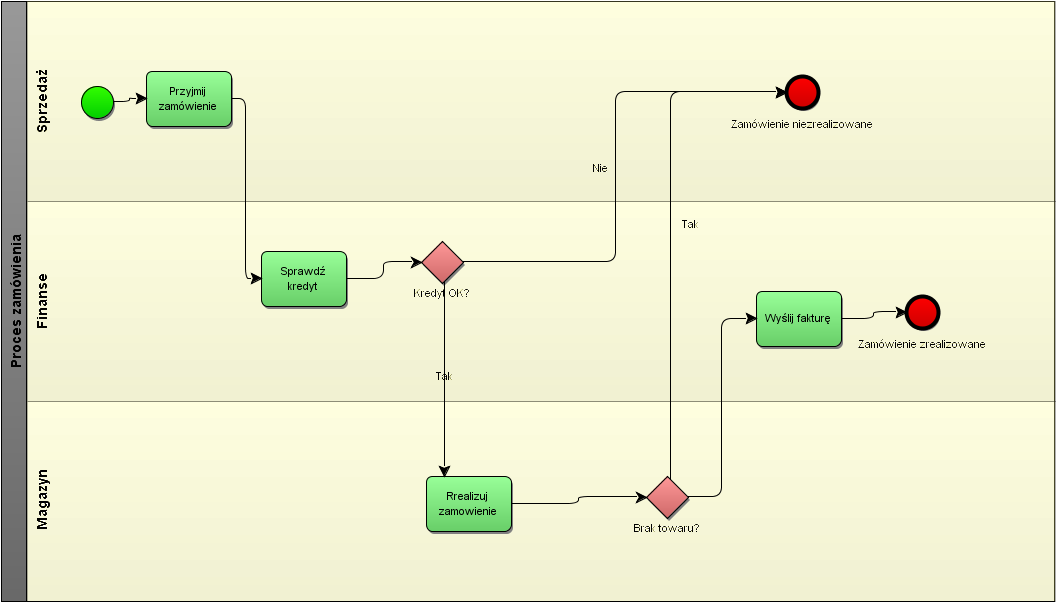 Proces zamówienia
Sprzedaż
Przyjmij
zamówienie
Zamówienie niezrealizowane
Nie
Tak
Finanse
Sprawdź
kredyt
Kredyt OK?
Wyślij fakturę
Zamówienie zrealizowane
Tak
Magazyn
Rrealizuj
zamowienie
Brak towaru?